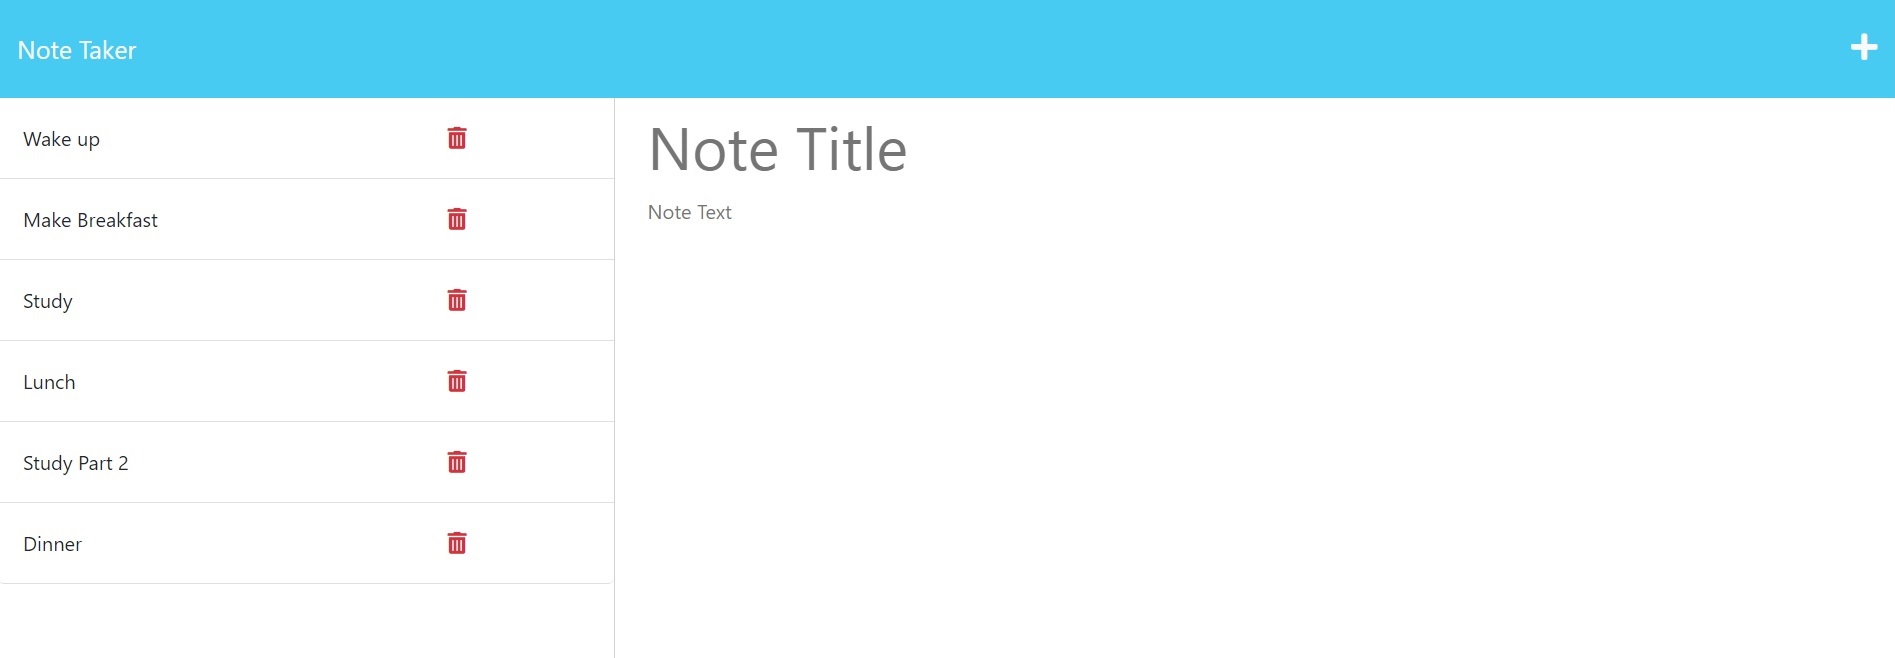 Note Taker
Wake up
Make Breakfast
Study
Lunch
Study Part 2
Dinner
Note Title
Note Text